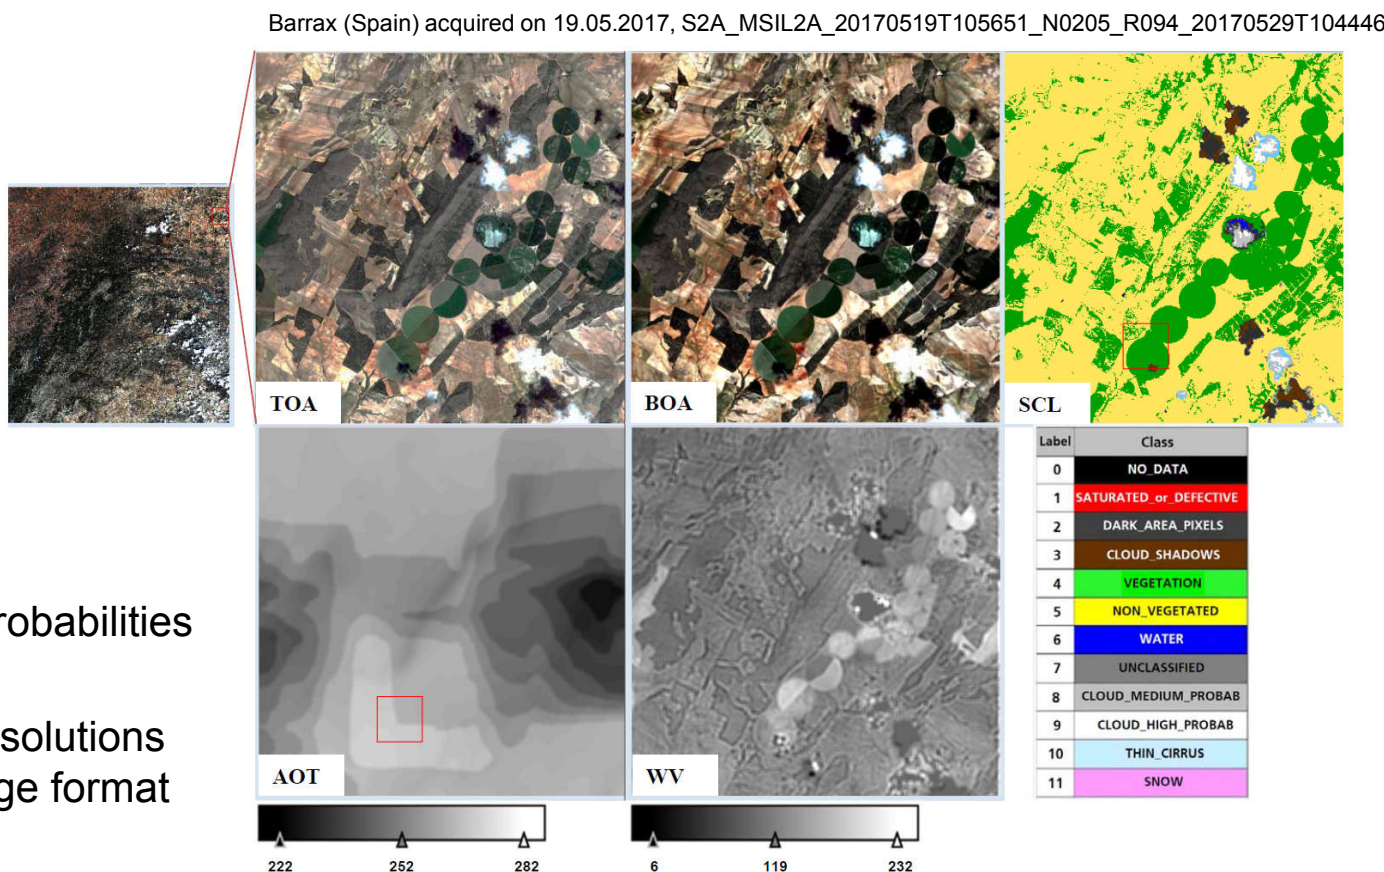 Barrax (Spain) acquired on 19.05.2017, S2A_MSIL2A_20170519T105651_N0205_R094_20170529T104446
TOA
BOA
SCL
robabilities
solutions
ge format
AOT
WV
Label Class
0 NO_DATA
1 SATURATED_or_DEFECTIVE
2 DARK_AREA_PIXELS
3 CLOUD_SHADOWS
4 VEGETATION
5 NON_VEGETATED
6 WATER
7 UNCLASSIFIED
8 CLOUD_MEDIUM_PROBAB
9 CLOUD_HIGH_PROBAB
10 THIN_CIRRUS
11 SNOW
222 252 282
6 119 232